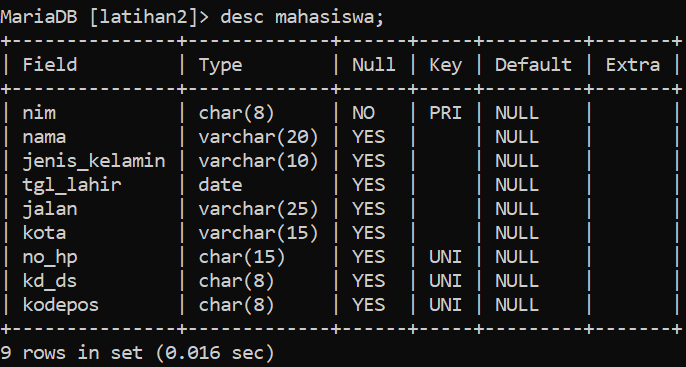 MariaDB [latihan2]> desc mahasiswa;
+---------------+-------------+------+-----+---------+-------+
| Field         | Type        | Null | Key | Default | Extra |
+---------------+-------------+------+-----+---------+-------+
| nim           | char(8)     | NO   | PRI | NULL    |       |
| nama          | varchar(20) | YES  |     | NULL    |       |
| jenis_kelamin | varchar(10) | YES  |     | NULL    |       |
| tgl_lahir     | date        | YES  |     | NULL    |       |
| jalan         | varchar(25) | YES  |     | NULL    |       |
| kota          | varchar(15) | YES  |     | NULL    |       |
| no_hp         | char(15)    | YES  | UNI | NULL    |       |
| kd_ds         | char(8)     | YES  | UNI | NULL    |       |
| kodepos       | char(8)     | YES  | UNI | NULL    |       |
+---------------+-------------+------+-----+---------+-------+
9 rows in set (0.016 sec)